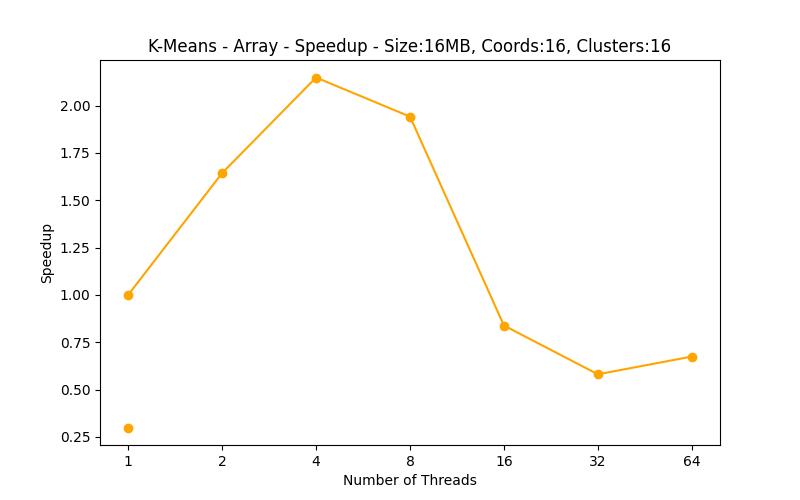 K-Means - Array - Speedup - Size:16MB, Coords:16, Clusters:16
Speedup
2.00
1.75
1.50
1.25
1.00
0.75
0.50
0.25
1 2 4 8 16 32 64
Number of Threads